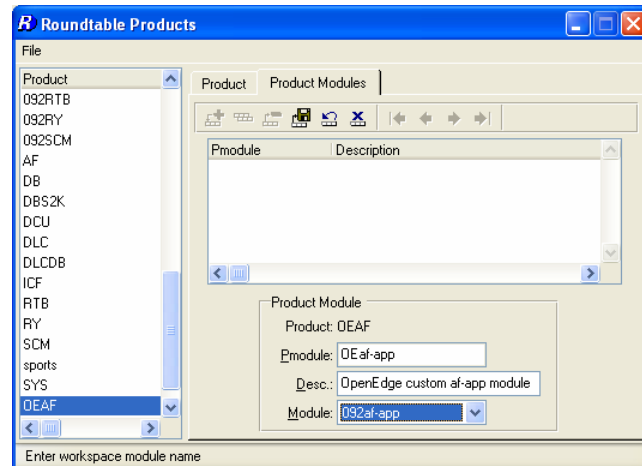 R Roundtable Products
File
Product
092RTB
092RY
092SCM
AF
DB
DBS2K
DCU
DLC
DLCDB
ICF
RTB
RY
SCM
sports
SYS
OEAF
Product Product Modules
Pmodule Description
Product Module
Product: OEAF
Pmodule: OEaf-app
Desc.: OpenEdge custom af-app module
Module: 092af-app
Enter workspace module name